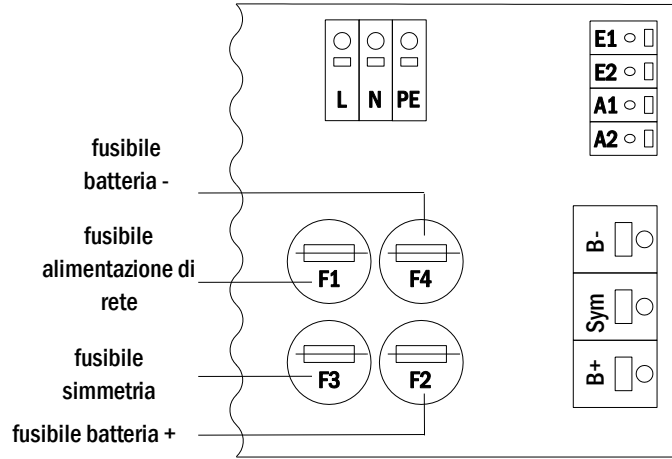 L N PE
E1
E2
A1
A2
fusibile
batteria -
fusibile
alimentazione di
rete
fusibile
simmetria
fusibile batteria +
F1 F4
F3 F2
B-
Sym
B+